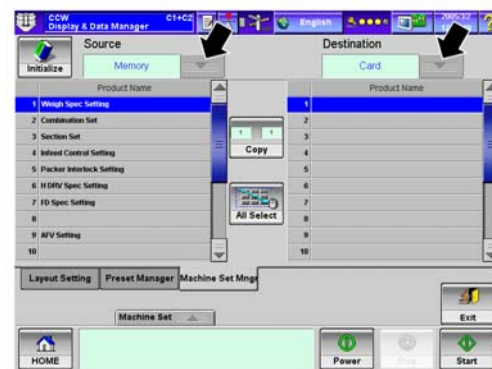 CCW C1+C2
Display & Data Manager
English
Source
Destination
Initialize
Memory
Card
Product Name
Product Name
1 Weigh Spec Setting
2 Combination Set
3 Section Set
4 Infeed Control Setting
5 Packer Interlock Setting
6 H DRV Spec Setting
7 FD Spec Setting
8
9 AFV Setting
10
1 1
Copy
All Select
1
2
3
4
5
6
7
8
9
10
Layout Setting
Preset Manager
Machine Set Mngr
Machine Set
Exit
HOME
Power
Start